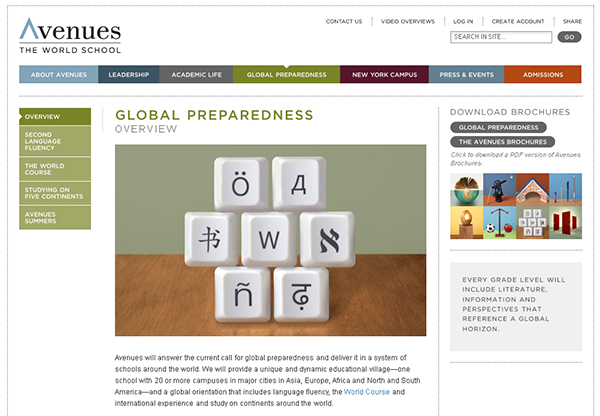 Avenues
THE WORLD SCHOOL
CONTACT US
VIDEO OVERVIEWS
LOG IN
CREATE ACCOUNT
SHARE
SEARCH IN SITE...
GO
ABOUT AVENUES
LEADERSHIP
ACADEMIC LIFE
GLOBAL PREPAREDNESS
NEW YORK CAMPUS
PRESS & EVENTS
ADMISSIONS
OVERVIEW
SECOND
LANGUAGE
FLUENCY
THE WORLD
COURSE
STUDYING ON
FIVE CONTINENTS
AVENUES
SUMMERS
GLOBAL PREPAREDNESS
OVERVIEW
Ö Д
书 W א
ñ ढ़
Avenues will answer the current call for global preparedness and deliver it in a system of
schools around the world. We will provide a unique and dynamic educational village—one
school with 20 or more campuses in major cities in Asia, Europe, Africa and North and South
America—and a global orientation that includes language fluency, the World Course and
international experience and study on continents around the world.
DOWNLOAD BROCHURES
GLOBAL PREPAREDNESS
THE AVENUES BROCHURES
Click to download a PDF version of Avenues
Brochures.
EVERY GRADE LEVEL WILL
INCLUDE LITERATURE,
INFORMATION AND
PERSPECTIVES THAT
REFERENCE A GLOBAL
HORIZON.